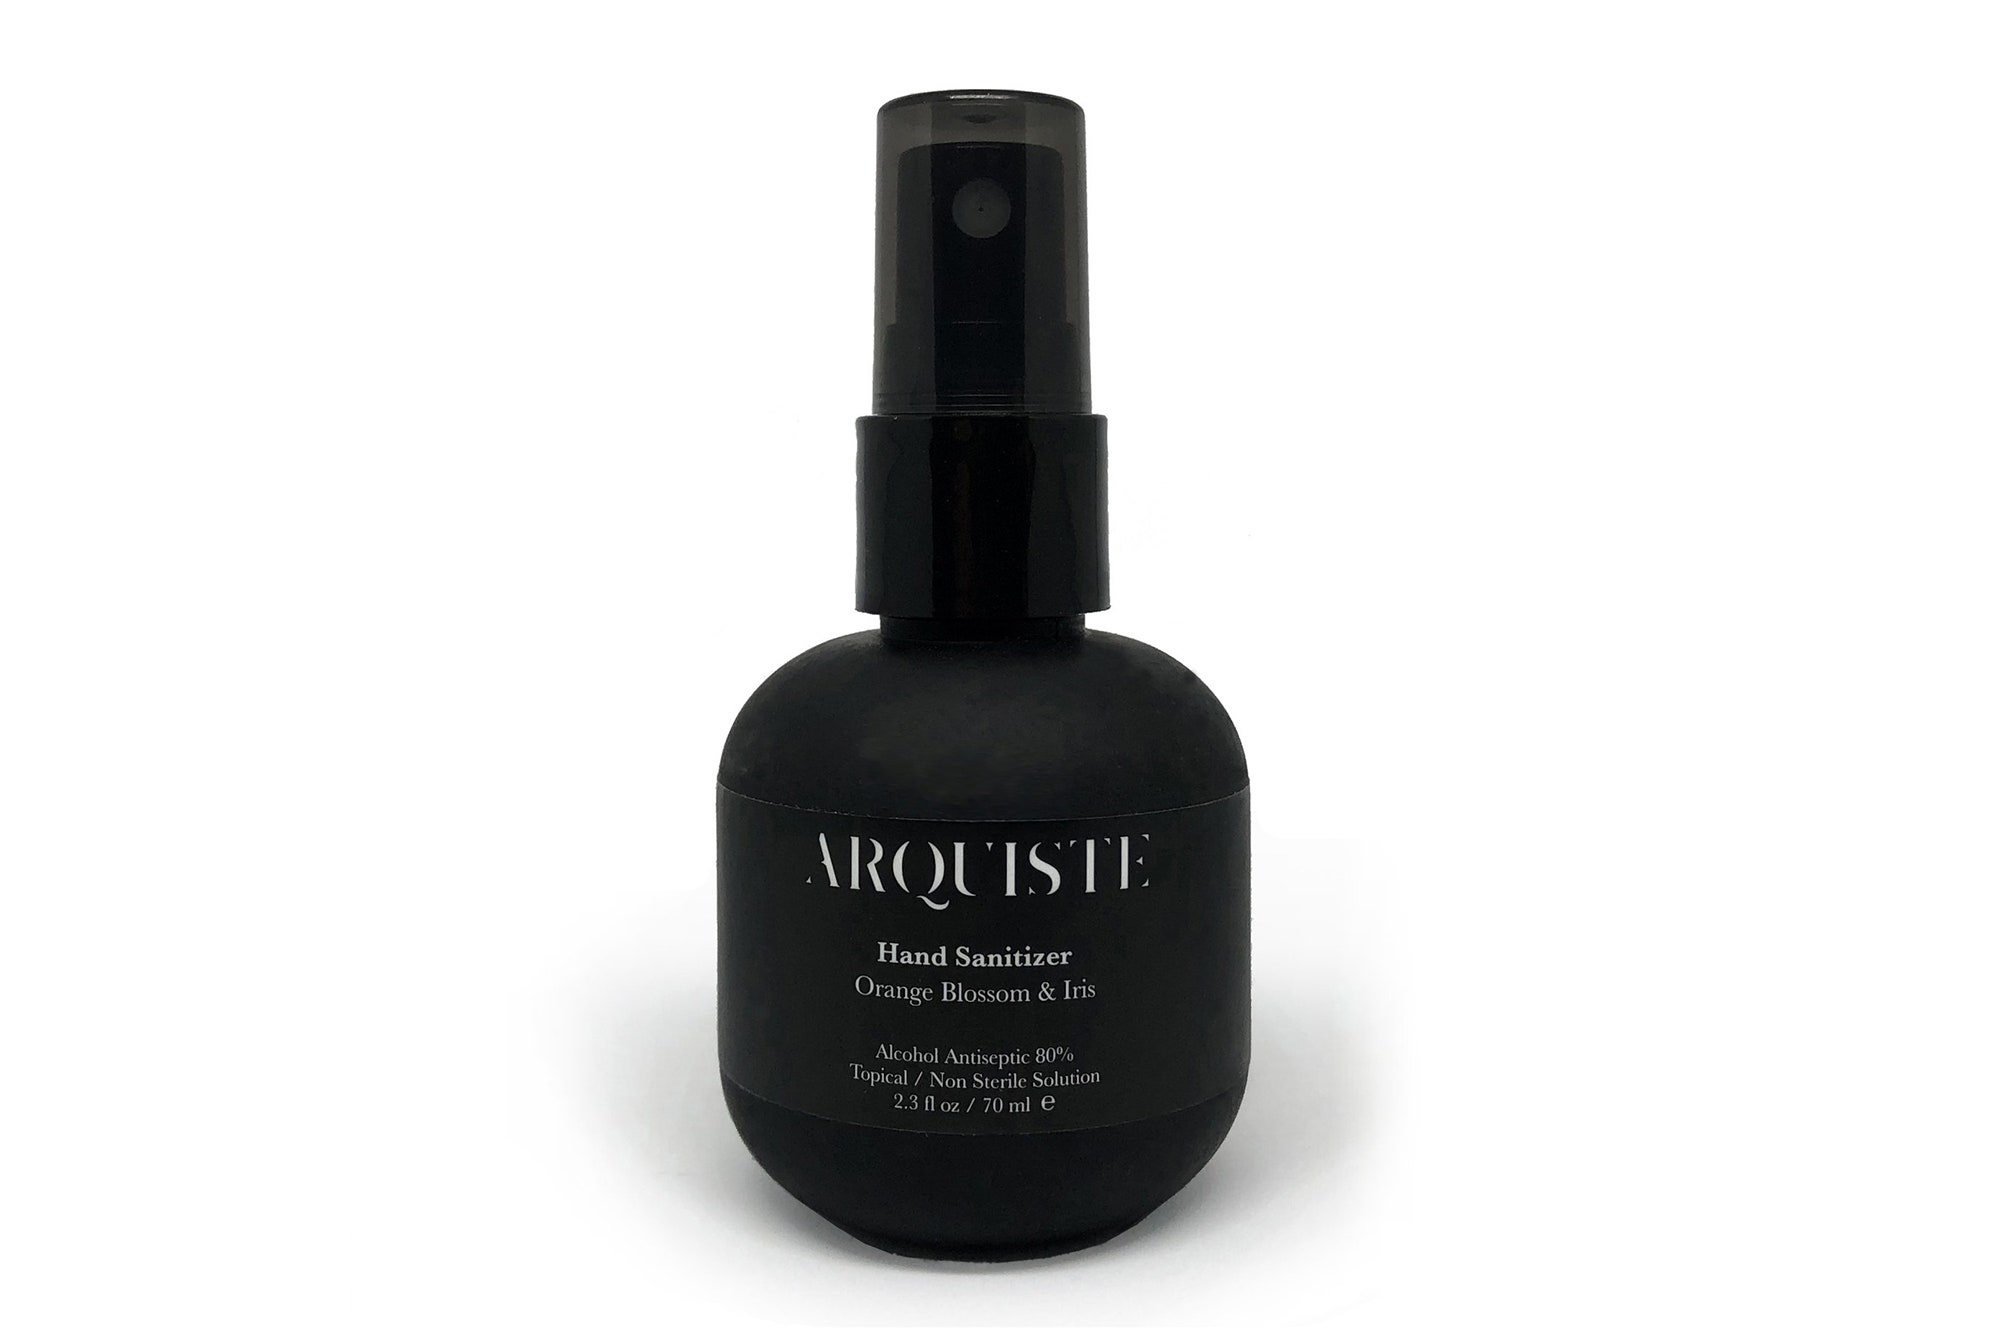 ARQUISTE
Hand Sanitizer
Orange Blossom & Iris
Alcohol Antiseptic 80%
Topical / Non Sterile Solution
2.3 fl oz / 70 ml ℮